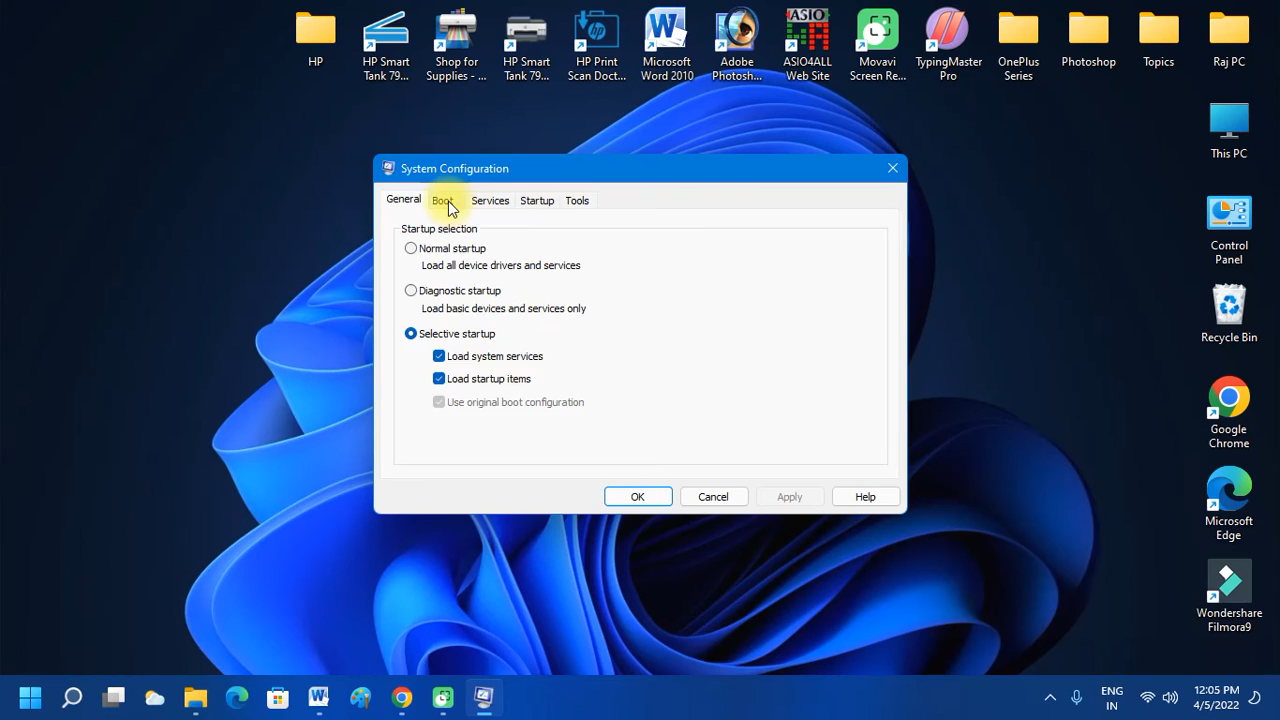 HP
HP Smart
Tank 79...
Shop for
Supplies - ...
HP Smart
Tank 79...
HP Print
Scan Doct...
Microsoft
Word 2010
Adobe
Photosh...
ASIO
4ALL
ASIO4ALL
Web Site
Movavi
Screen Re...
TypingMaster
Pro
OnePlus
Series
Photoshop
Topics
Raj PC
This PC
Control
Panel
Recycle Bin
Google
Chrome
Microsoft
Edge
Wondershare
Filmora9
System Configuration
General Boot Services Startup Tools
Startup selection
Normal startup
Load all device drivers and services
Diagnostic startup
Load basic devices and services only
Selective startup
Load system services
Load startup items
Use original boot configuration
OK Cancel Apply Help
ENG
IN
12:05 PM
4/5/2022